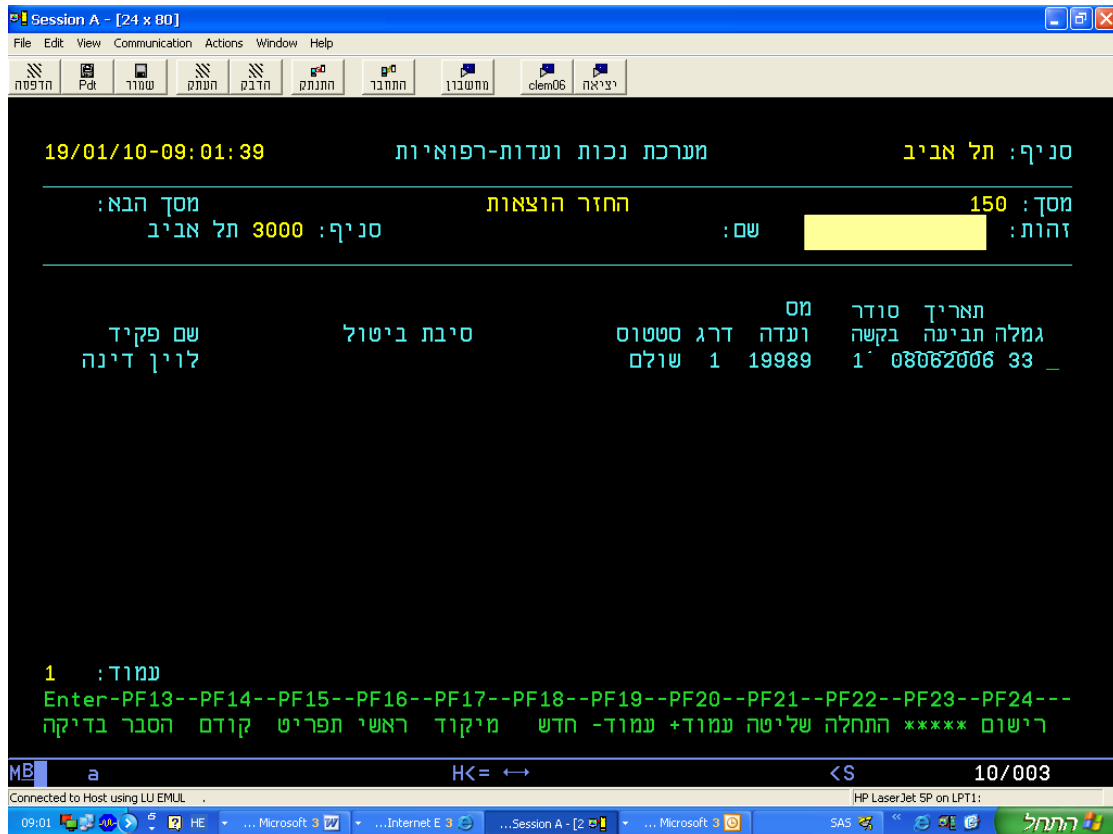 Session A - [24 x 80]
File Edit View Communication Actions Window Help
הדפסה Pdt שמור העתק הדבק התנתק התחבר מחשבון clem06 יציאה
סניף: תל אביב מערכת נכות ועדות-רפואיות 19/01/10-09:01:39
מסך: 150 החזר הוצאות מסך הבא:
זהות: שם: סניף: 3000 תל אביב
תאריך סודר מס
גמלה תביעה בקשה ועדה דרג סטטוס סיבת ביטול שם פקיד
_ 33 08062006 1 19989 1 שולם לוין דינה
עמוד: 1
Enter-PF13--PF14--PF15--PF16--PF17--PF18--PF19--PF20--PF21--PF22--PF23--PF24---
רישום ***** התחלה שליטה עמוד+ עמוד- חדש מיקוד ראשי תפריט קודם הסבר בדיקה
MB a H<= ↔ <S 10/003
Connected to Host using LU EMUL . HP LaserJet 5P on LPT1:
התחל SAS Microsoft 3 ... Session A - [2... Internet E 3 ... Microsoft 3 ... HE 5 09:01